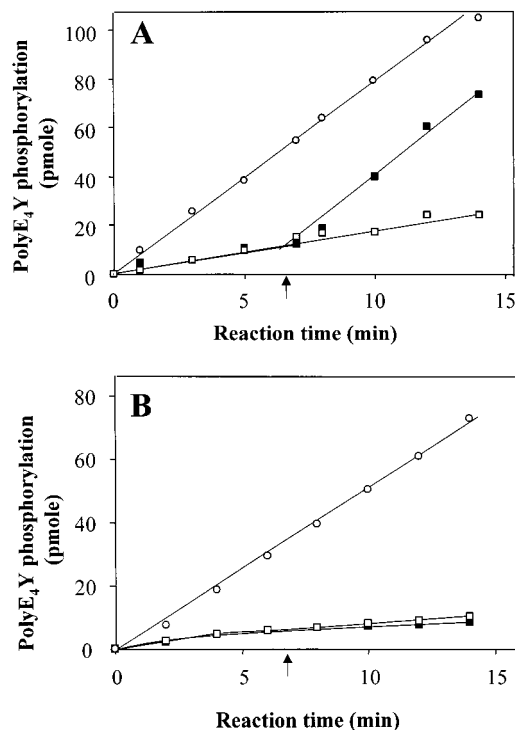 A
100
80
60
40
20
0
PolyE₄Y phosphorylation
(pmole)
0 5 10 15
Reaction time (min)
B
80
60
40
20
0
PolyE₄Y phosphorylation
(pmole)
0 5 10 15
Reaction time (min)